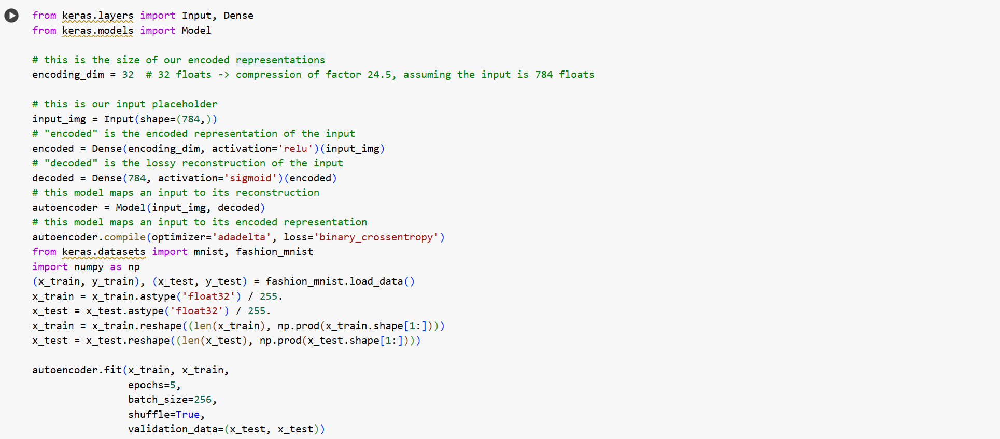 from keras.layers import Input, Dense
from keras.models import Model

# this is the size of our encoded representations
encoding_dim = 32  # 32 floats -> compression of factor 24.5, assuming the input is 784 floats

# this is our input placeholder
input_img = Input(shape=(784,))
# "encoded" is the encoded representation of the input
encoded = Dense(encoding_dim, activation='relu')(input_img)
# "decoded" is the lossy reconstruction of the input
decoded = Dense(784, activation='sigmoid')(encoded)
# this model maps an input to its reconstruction
autoencoder = Model(input_img, decoded)
# this model maps an input to its encoded representation
autoencoder.compile(optimizer='adadelta', loss='binary_crossentropy')
from keras.datasets import mnist, fashion_mnist
import numpy as np
(x_train, y_train), (x_test, y_test) = fashion_mnist.load_data()
x_train = x_train.astype('float32') / 255.
x_test = x_test.astype('float32') / 255.
x_train = x_train.reshape((len(x_train), np.prod(x_train.shape[1:])))
x_test = x_test.reshape((len(x_test), np.prod(x_test.shape[1:])))

autoencoder.fit(x_train, x_train,
                epochs=5,
                batch_size=256,
                shuffle=True,
                validation_data=(x_test, x_test))